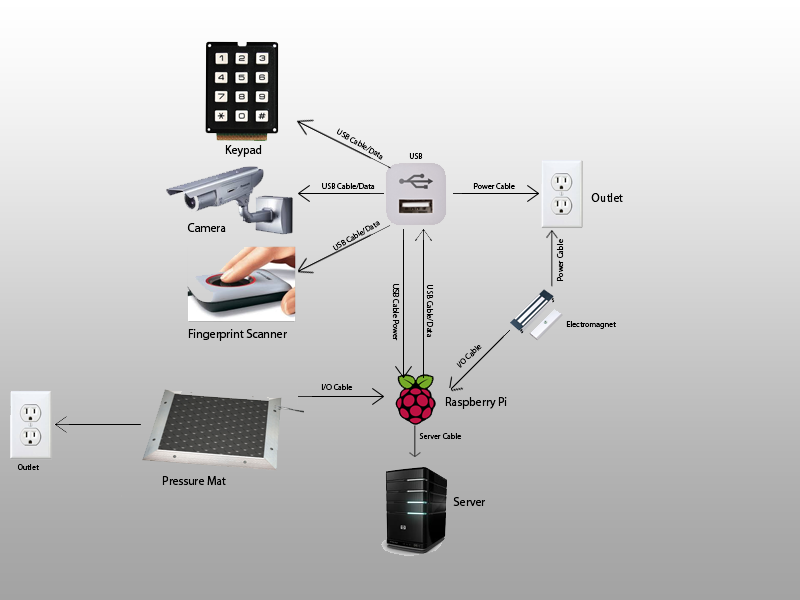 1 2 3
4 5 6
7 8 9
* 0 #
Keypad
USB Cable/Data
USB
USB Cable/Data
Power Cable
Outlet
Camera
USB Cable/Data
Power Cable
Fingerprint Scanner
USB Cable Power
USB Cable/Data
Electromagnet
I/O Cable
I/O Cable
Raspberry Pi
Server Cable
Outlet
Pressure Mat
Server
hp